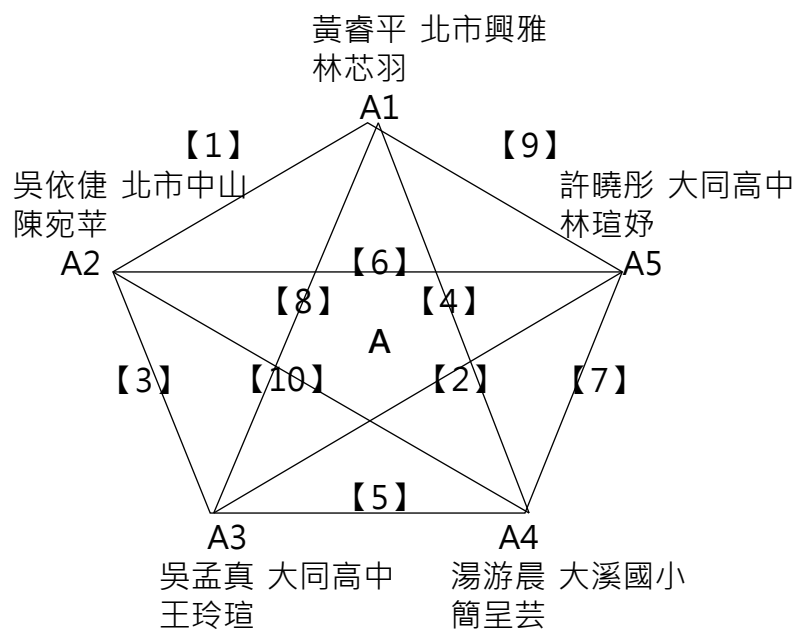 黃睿平 北市興雅
林芯羽
A1
【1】
【9】
吳依倢 北市中山
陳宛苹
A2
許曉彤 大同高中
林瑄妤
A5
【6】
【8】
【4】
A
【3】
【10】
【2】
【7】
【5】
A3
吳孟真 大同高中
王玲瑄
A4
湯游晨 大溪國小
簡呈芸